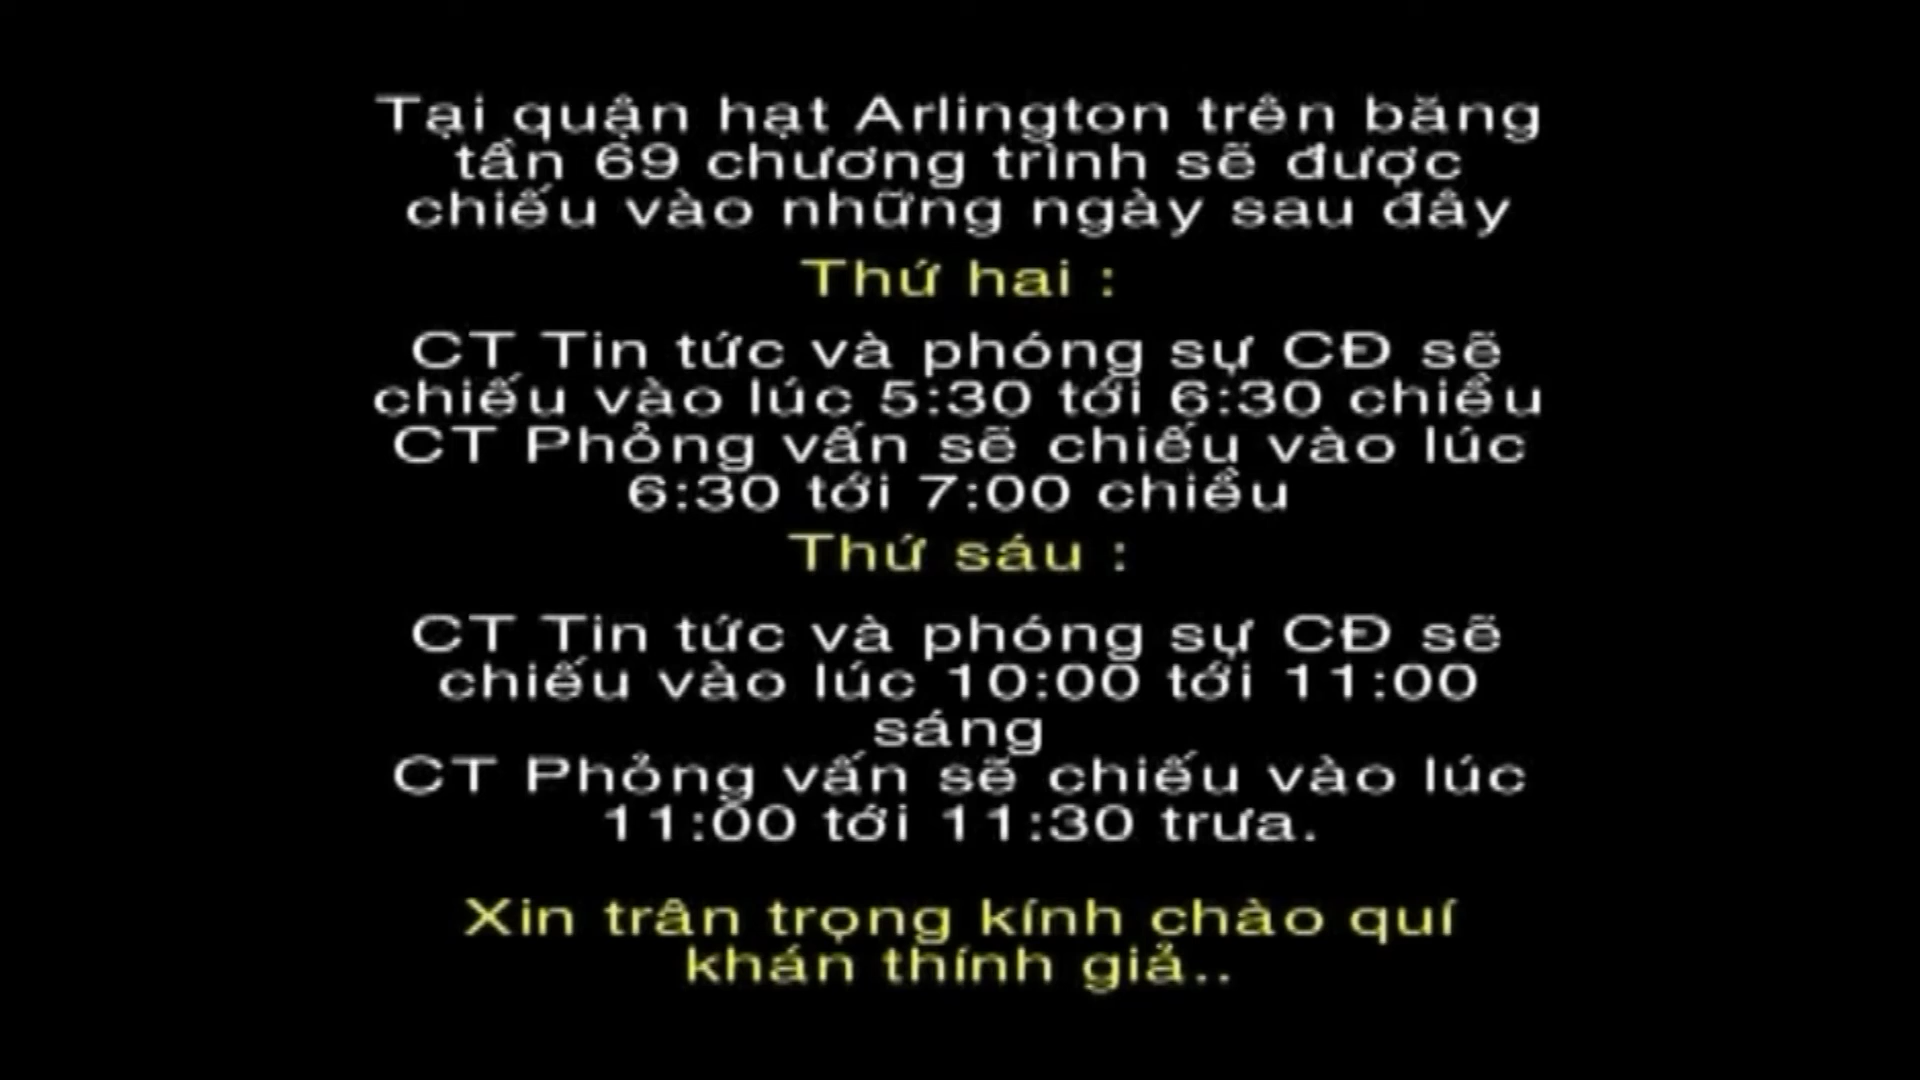 Tại quận hạt Arlington trên băng
tần 69 chương trình sẽ được
chiếu vào những ngày sau đây
Thứ hai :
CT Tin tức và phóng sự CĐ sẽ
chiếu vào lúc 5:30 tới 6:30 chiều
CT Phỏng vấn sẽ chiếu vào lúc
6:30 tới 7:00 chiều
Thứ sáu :
CT Tin tức và phóng sự CĐ sẽ
chiếu vào lúc 10:00 tới 11:00
sáng
CT Phỏng vấn sẽ chiếu vào lúc
11:00 tới 11:30 trưa.
Xin trân trọng kính chào quí
khán thính giả..